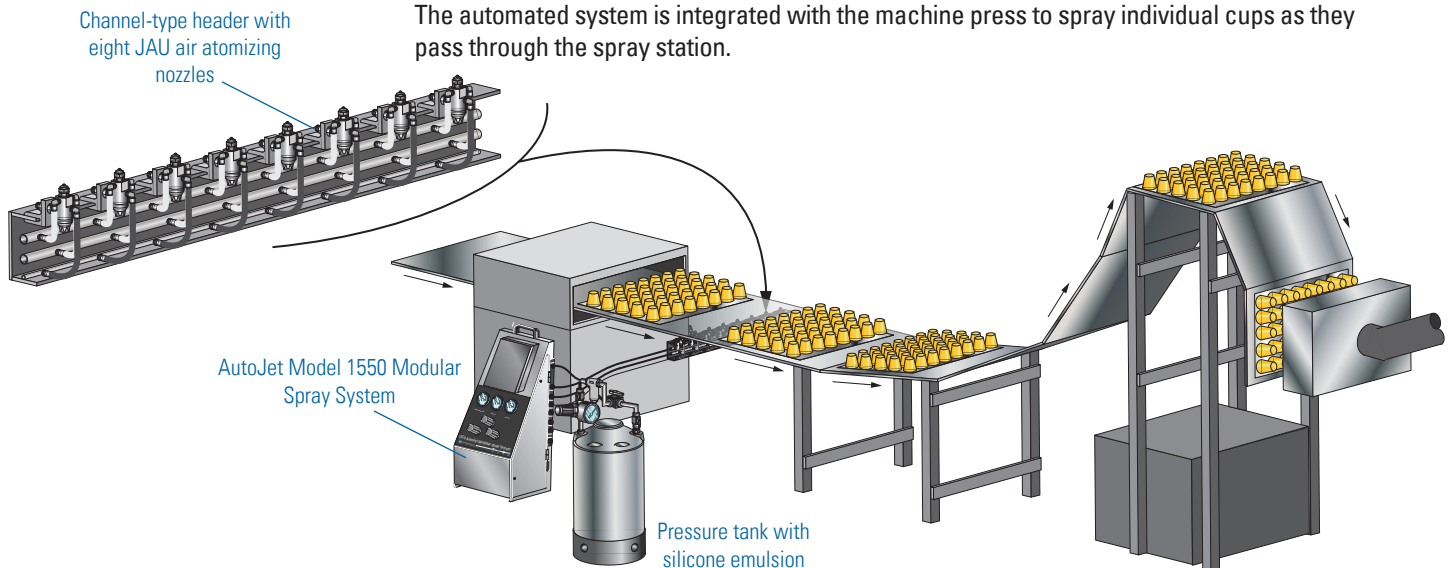 Channel-type header with
eight JAU air atomizing
nozzles
The automated system is integrated with the machine press to spray individual cups as they
pass through the spray station.
AutoJet Model 1550 Modular
Spray System
Pressure tank with
silicone emulsion